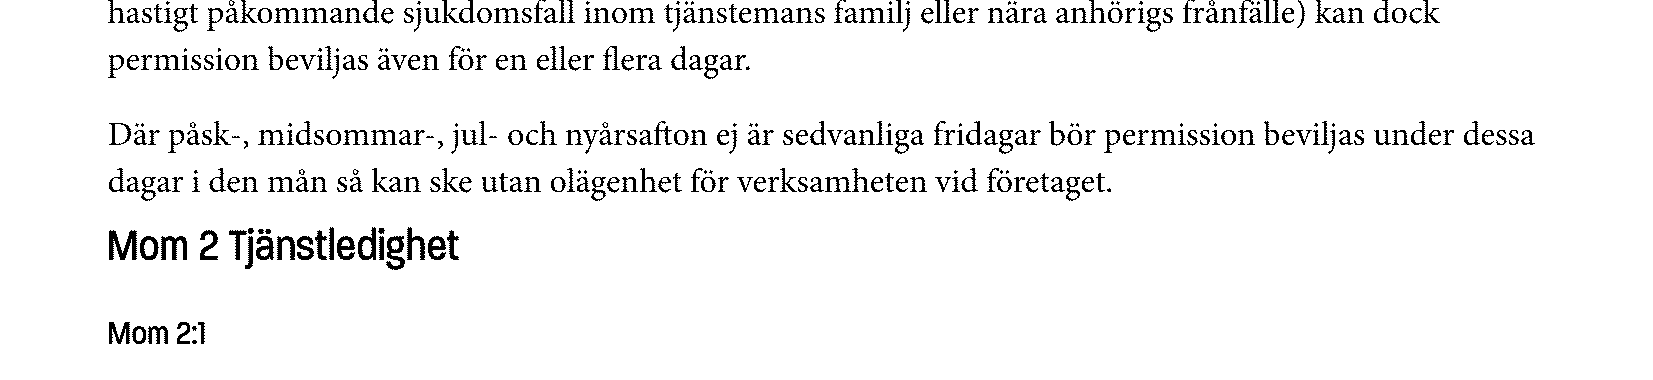 hastigt påkommande sjukdomsfall inom tjänstemans familj eller nära anhörigs frånfälle) kan dock
permission beviljas även för en eller flera dagar.
Där påsk-, midsommar-, jul- och nyårsafton ej är sedvanliga fridagar bör permission beviljas under dessa
dagar i den mån så kan ske utan olägenhet för verksamheten vid företaget.
Mom 2 Tjänstledighet
Mom 2:1